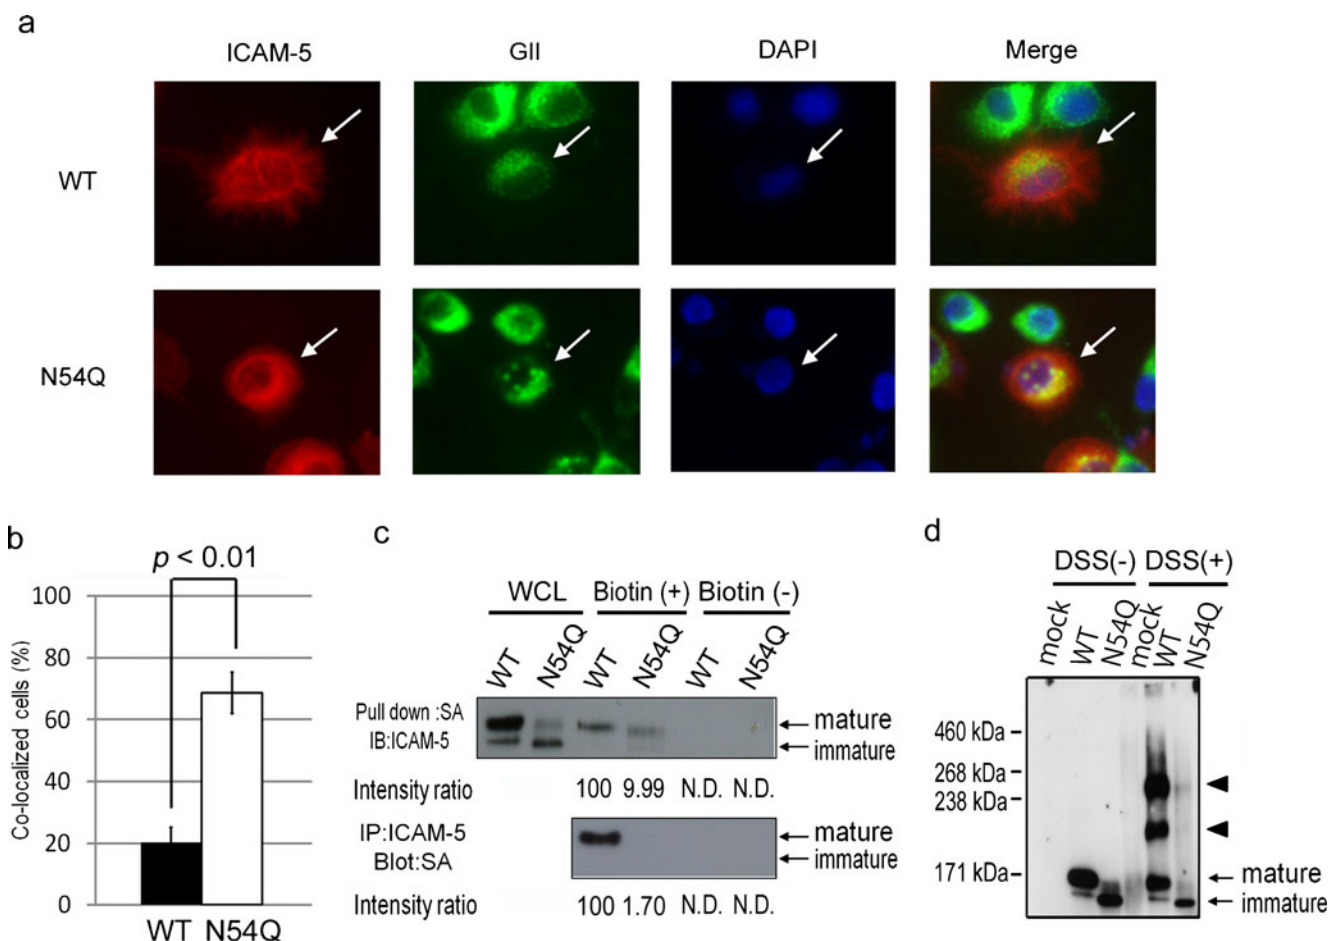 a
ICAM-5 GII DAPI Merge
WT
N54Q
b
p < 0.01
Co-localized cells (%)
100
80
60
40
20
0
WT N54Q
c
WCL Biotin (+) Biotin (-)
WT N54Q WT N54Q WT N54Q
Pull down :SA
IB:ICAM-5
mature
immature
Intensity ratio 100 9.99 N.D. N.D.
IP:ICAM-5
Blot:SA
mature
immature
Intensity ratio 100 1.70 N.D. N.D.
d
DSS(-) DSS(+)
mock WT N54Q mock WT N54Q
460 kDa
268 kDa
238 kDa
171 kDa
mature
immature